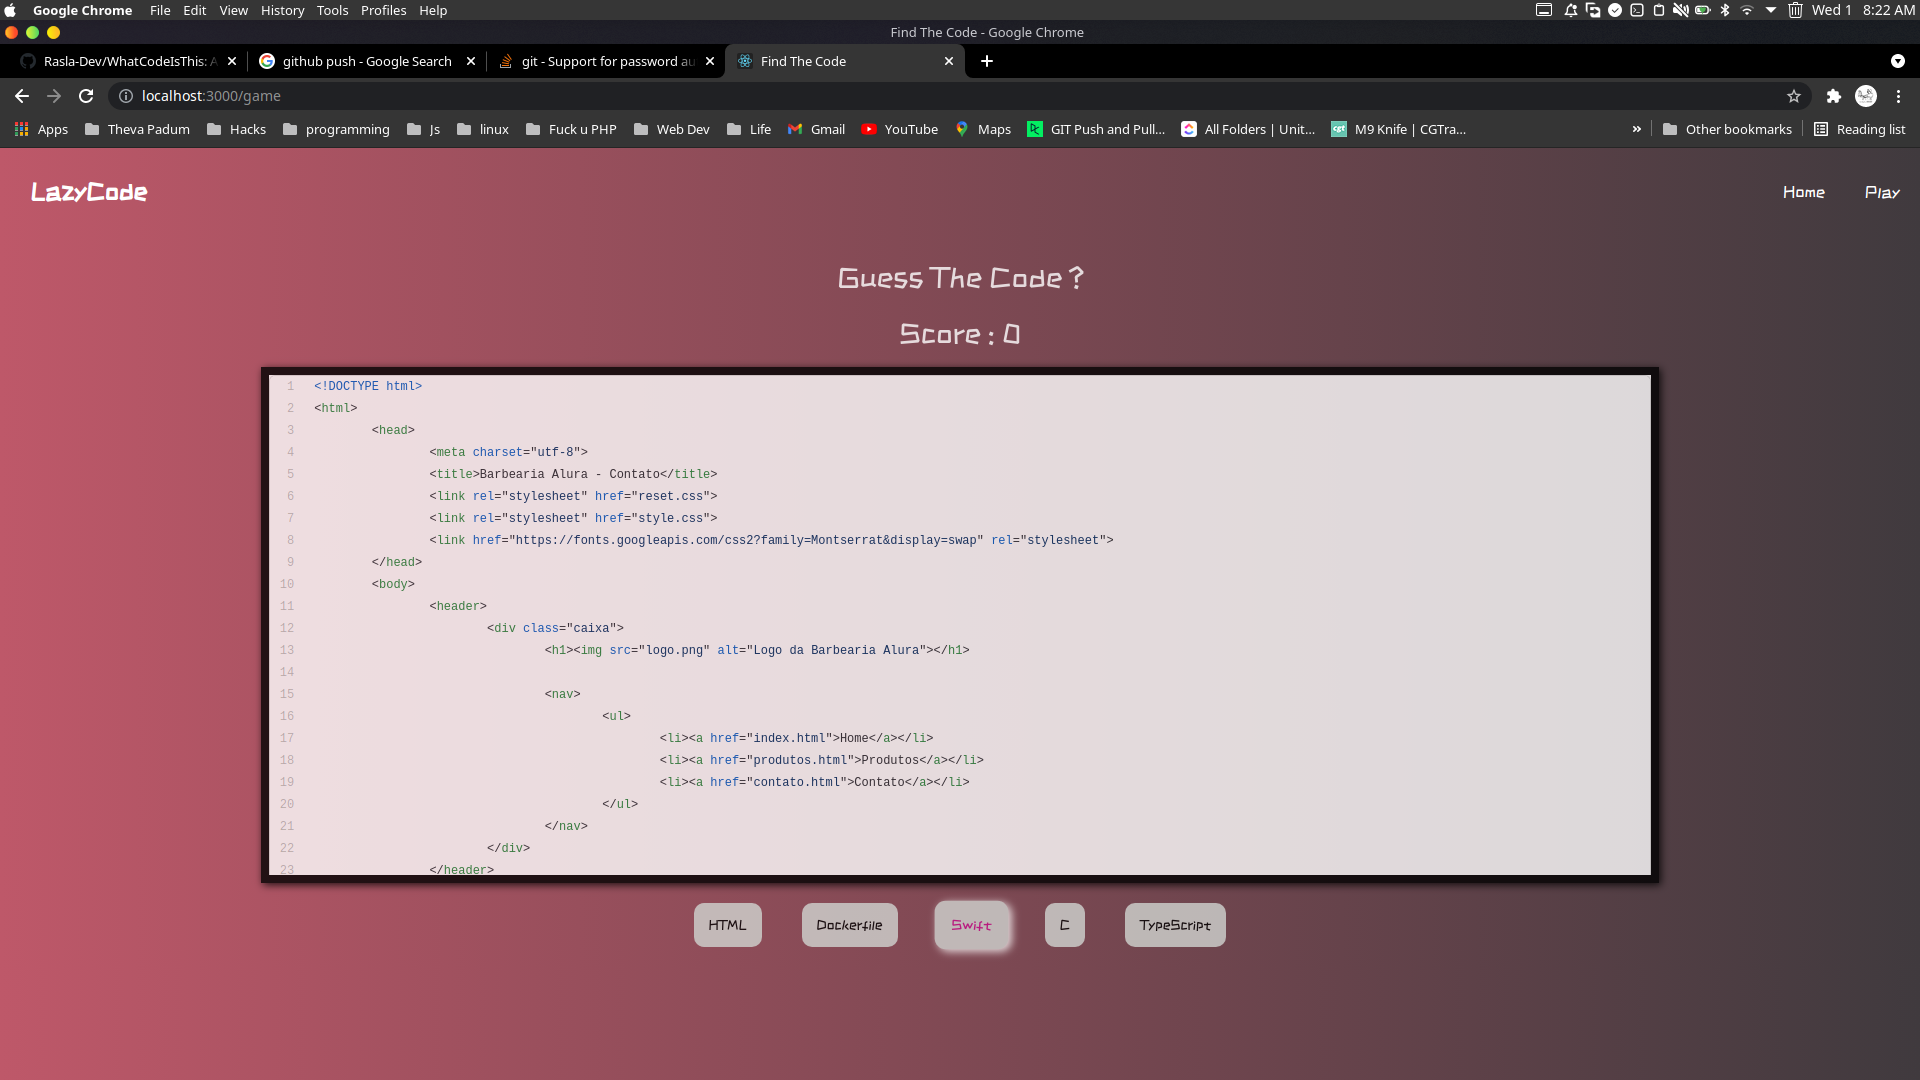 Google Chrome File Edit View History Tools Profiles Help Wed 1 8:22 AM
Find The Code - Google Chrome
Rasla-Dev/WhatCodeIsThis: A github push - Google Search git - Support for password au Find The Code
localhost:3000/game
Apps Theva Padum Hacks programming Js linux Fuck u PHP Web Dev Life Gmail YouTube Maps GIT Push and Pull... All Folders | Unit... M9 Knife | CGTra... » Other bookmarks Reading list
LazyCode Home Play
Guess The Code ?
Score : 0
1 <!DOCTYPE html>
2 <html>
3 <head>
4 <meta charset="utf-8">
5 <title>Barbearia Alura - Contato</title>
6 <link rel="stylesheet" href="reset.css">
7 <link rel="stylesheet" href="style.css">
8 <link href="https://fonts.googleapis.com/css2?family=Montserrat&display=swap" rel="stylesheet">
9 </head>
10 <body>
11 <header>
12 <div class="caixa">
13 <h1><img src="logo.png" alt="Logo da Barbearia Alura"></h1>
14
15 <nav>
16 <ul>
17 <li><a href="index.html">Home</a></li>
18 <li><a href="produtos.html">Produtos</a></li>
19 <li><a href="contato.html">Contato</a></li>
20 </ul>
21 </nav>
22 </div>
23 </header>
HTML Dockerfile Swift C TypeScript